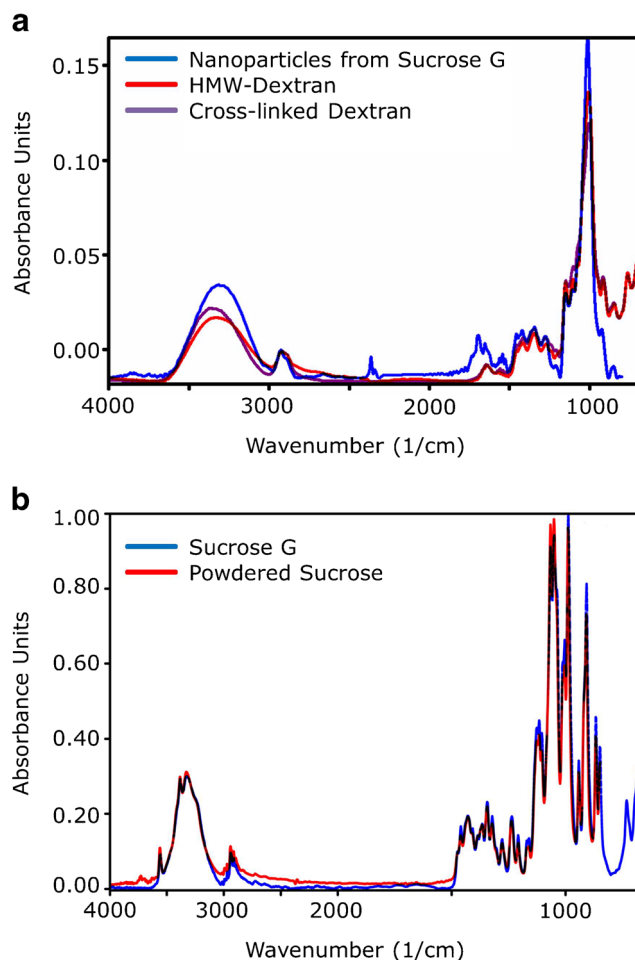 a
0.15
0.10
0.05
0.00
Absorbance Units
Nanoparticles from Sucrose G
HMW-Dextran
Cross-linked Dextran
4000 3000 2000 1000
Wavenumber (1/cm)
b
1.00
0.80
0.60
0.40
0.20
0.00
Absorbance Units
Sucrose G
Powdered Sucrose
4000 3000 2000 1000
Wavenumber (1/cm)